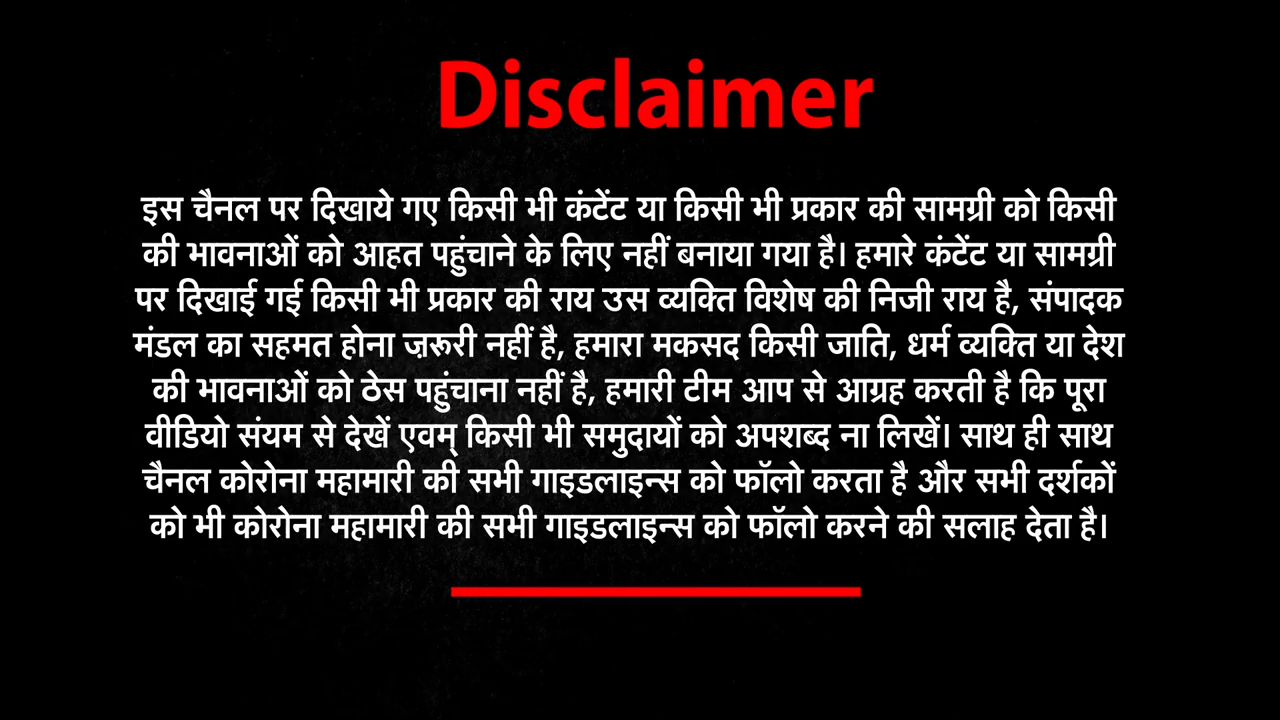 Disclaimer
इस चैनल पर दिखाये गए किसी भी कंटेंट या किसी भी प्रकार की सामग्री को किसी
की भावनाओं को आहत पहुंचाने के लिए नहीं बनाया गया है। हमारे कंटेंट या सामग्री
पर दिखाई गई किसी भी प्रकार की राय उस व्यक्ति विशेष की निजी राय है, संपादक
मंडल का सहमत होना ज़रूरी नहीं है, हमारा मकसद किसी जाति, धर्म व्यक्ति या देश
की भावनाओं को ठेस पहुंचाना नहीं है, हमारी टीम आप से आग्रह करती है कि पूरा
वीडियो संयम से देखें एवम् किसी भी समुदायों को अपशब्द ना लिखें। साथ ही साथ
चैनल कोरोना महामारी की सभी गाइडलाइन्स को फॉलो करता है और सभी दर्शकों
को भी कोरोना महामारी की सभी गाइडलाइन्स को फॉलो करने की सलाह देता है।